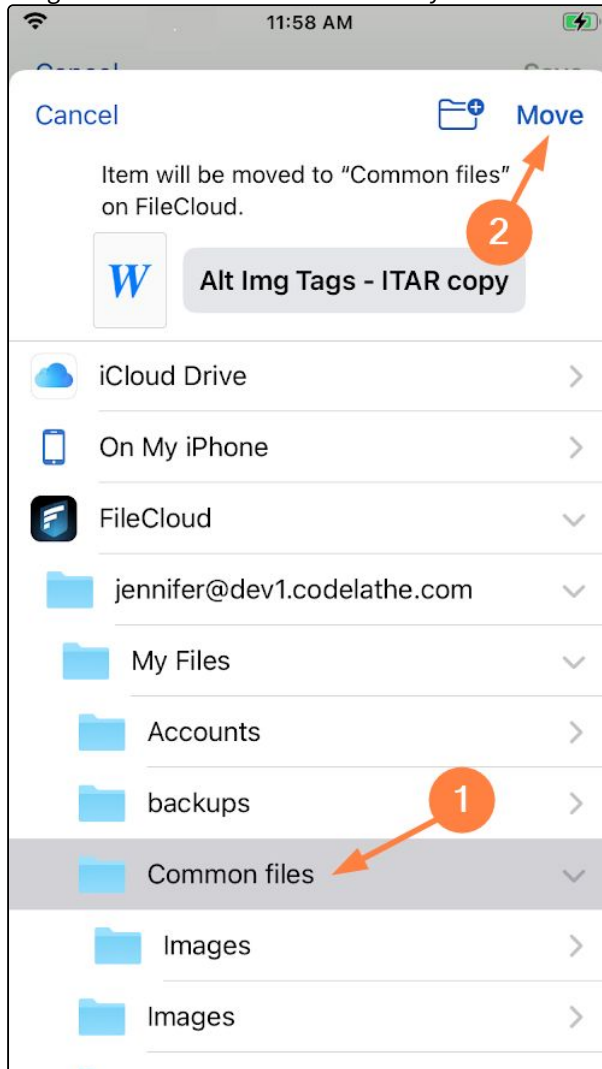 11:58 AM
Cancel
Move
Item will be moved to “Common files”
on FileCloud.
2
W
Alt Img Tags - ITAR copy
iCloud Drive
On My iPhone
FileCloud
jennifer@dev1.codelathe.com
My Files
Accounts
backups
1
Common files
Images
Images